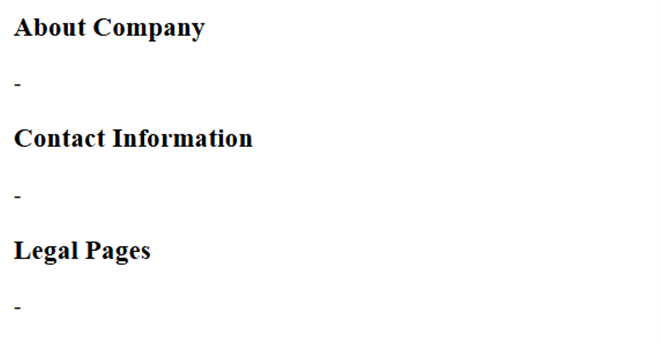 About Company
-
Contact Information
-
Legal Pages
-